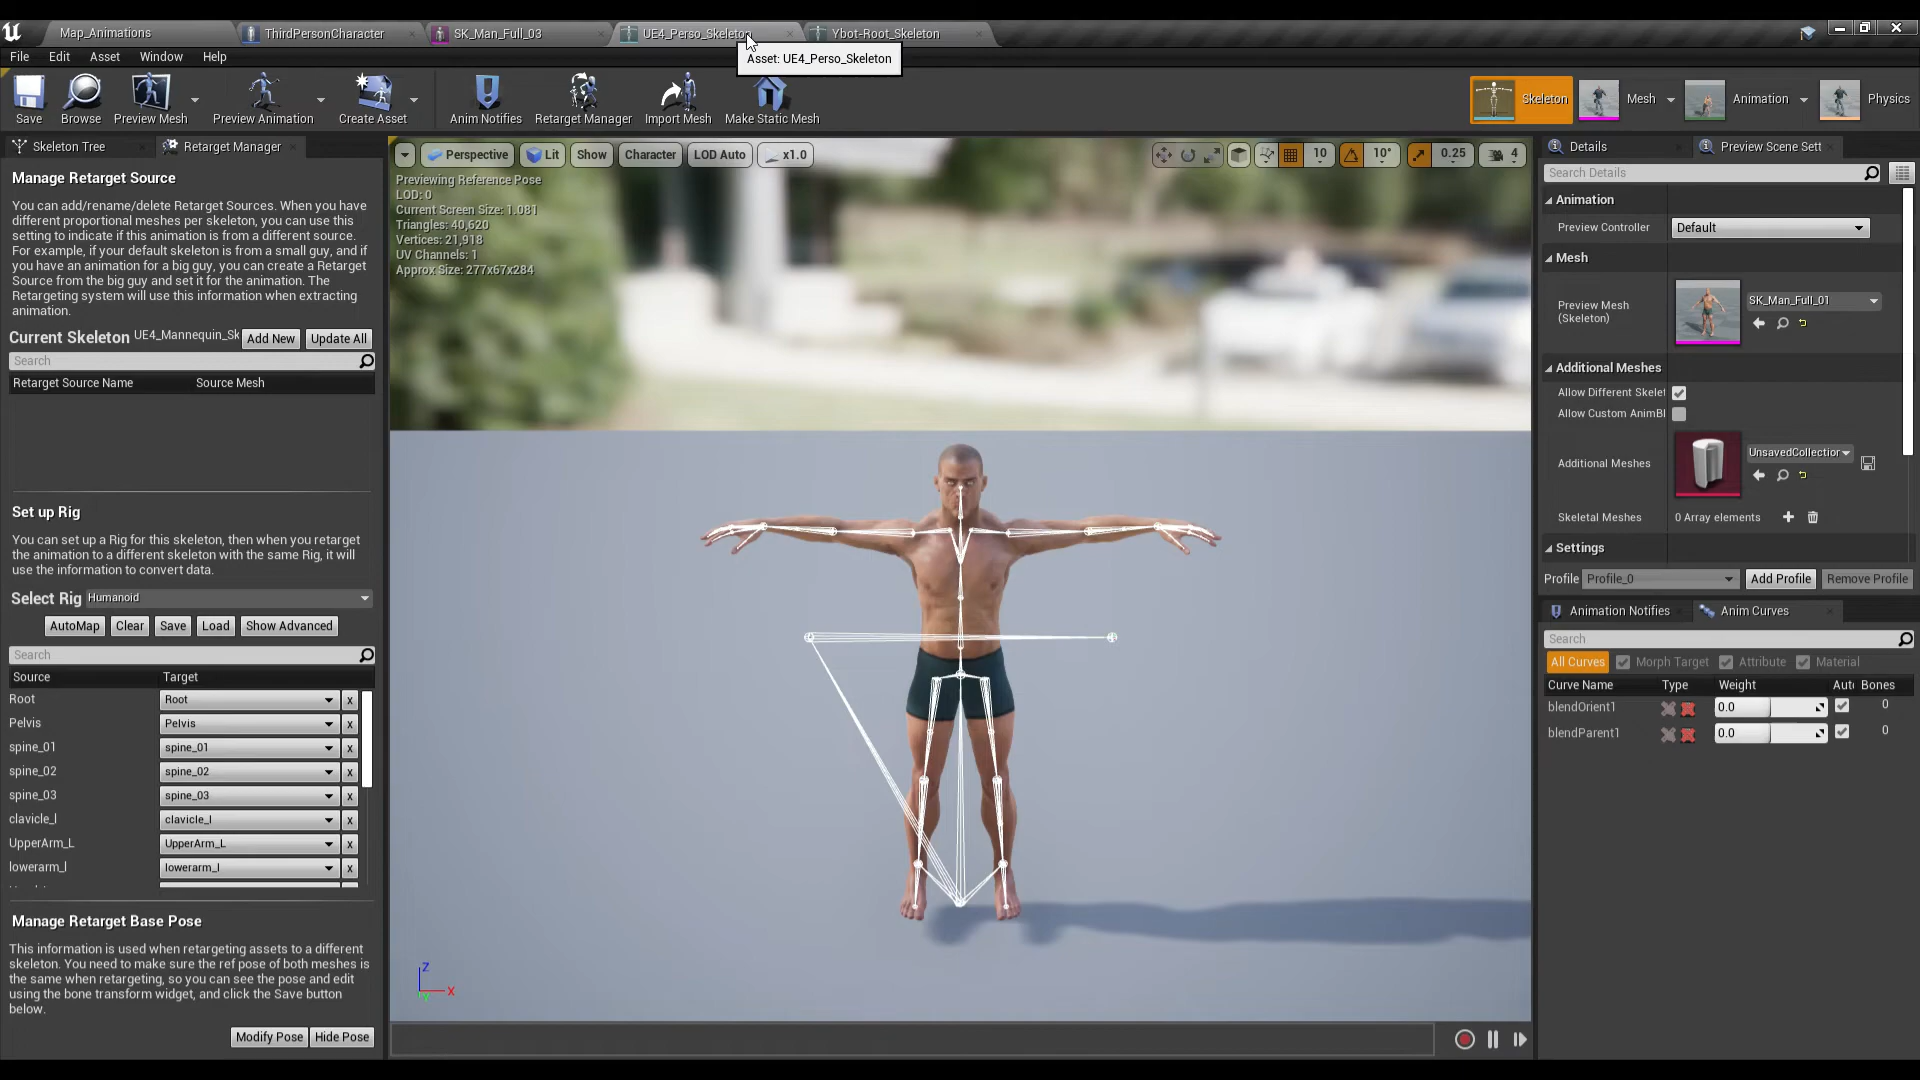 Map_Animations
ThirdPersonCharacter
SK_Man_Full_03
UE4_Perso_Skeleton
Ybot-Root_Skeleton
File
Edit
Asset
Window
Help
Asset: UE4_Perso_Skeleton
Save
Browse
Preview Mesh
Preview Animation
Create Asset
Anim Notifies
Retarget Manager
Import Mesh
Make Static Mesh
Skeleton
Mesh
Animation
Physics
Skeleton Tree
Retarget Manager
Manage Retarget Source
You can add/rename/delete Retarget Sources. When you have
different proportional meshes per skeleton, you can use this
setting to indicate if this animation is from a different source.
For example, if your default skeleton is from a small guy, and if
you have an animation for a big guy, you can create a Retarget
Source from the big guy and set it for the animation. The
Retargeting system will use this information when extracting
animation.
Current Skeleton UE4_Mannequin_Sk
Add New
Update All
Search
Retarget Source Name
Source Mesh
Set up Rig
You can set up a Rig for this skeleton, then when you retarget
the animation to a different skeleton with the same Rig, it will
use the information to convert data.
Select Rig Humanoid
AutoMap
Clear
Save
Load
Show Advanced
Search
Source Target
Root Root x
Pelvis Pelvis x
spine_01 spine_01 x
spine_02 spine_02 x
spine_03 spine_03 x
clavicle_l clavicle_l x
UpperArm_L UpperArm_L x
lowerarm_l lowerarm_l x
Manage Retarget Base Pose
This information is used when retargeting assets to a different
skeleton. You need to make sure the ref pose of both meshes is
the same when retargeting, so you can see the pose and edit
using the bone transform widget, and click the Save button
below.
Modify Pose
Hide Pose
Perspective
Lit
Show
Character
LOD Auto
x1.0
10
10°
0.25
4
Previewing Reference Pose
LOD: 0
Current Screen Size: 1.081
Triangles: 40,620
Vertices: 21,918
UV Channels: 1
Approx Size: 277x67x284
Z
X
Y
Details
Preview Scene Sett
Search Details
Animation
Preview Controller
Default
Mesh
Preview Mesh
(Skeleton)
SK_Man_Full_01
Additional Meshes
Allow Different Skelet
Allow Custom AnimBl
Additional Meshes
UnsavedCollection
Skeletal Meshes
0 Array elements
Settings
Profile
Profile_0
Add Profile
Remove Profile
Animation Notifies
Anim Curves
Search
All Curves
Morph Target
Attribute
Material
Curve Name Type Weight Auto Bones
blendOrient1 0.0 0
blendParent1 0.0 0